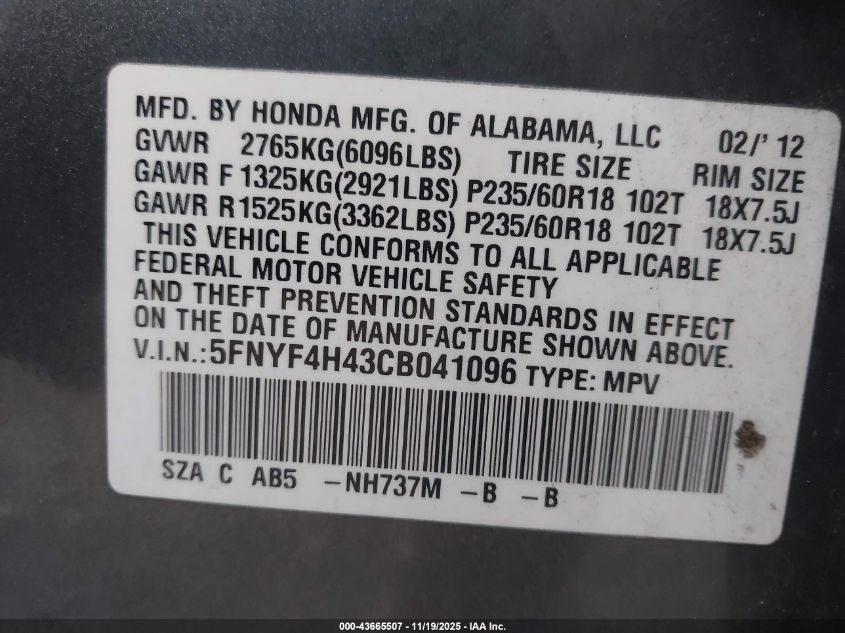 MFD. BY HONDA MFG. OF ALABAMA, LLC 02/' 12
GVWR 2765KG(6096LBS) TIRE SIZE RIM SIZE
GAWR F 1325KG(2921LBS) P235/60R18 102T 18X7.5J
GAWR R1525KG(3362LBS) P235/60R18 102T 18X7.5J
THIS VEHICLE CONFORMS TO ALL APPLICABLE
FEDERAL MOTOR VEHICLE SAFETY
AND THEFT PREVENTION STANDARDS IN EFFECT
ON THE DATE OF MANUFACTURE SHOWN ABOVE.
V.I.N.:5FNYF4H43CB041096 TYPE: MPV
SZA C AB5 -NH737M -B -B
000-43665507 - 11/19/2025 - IAA Inc.